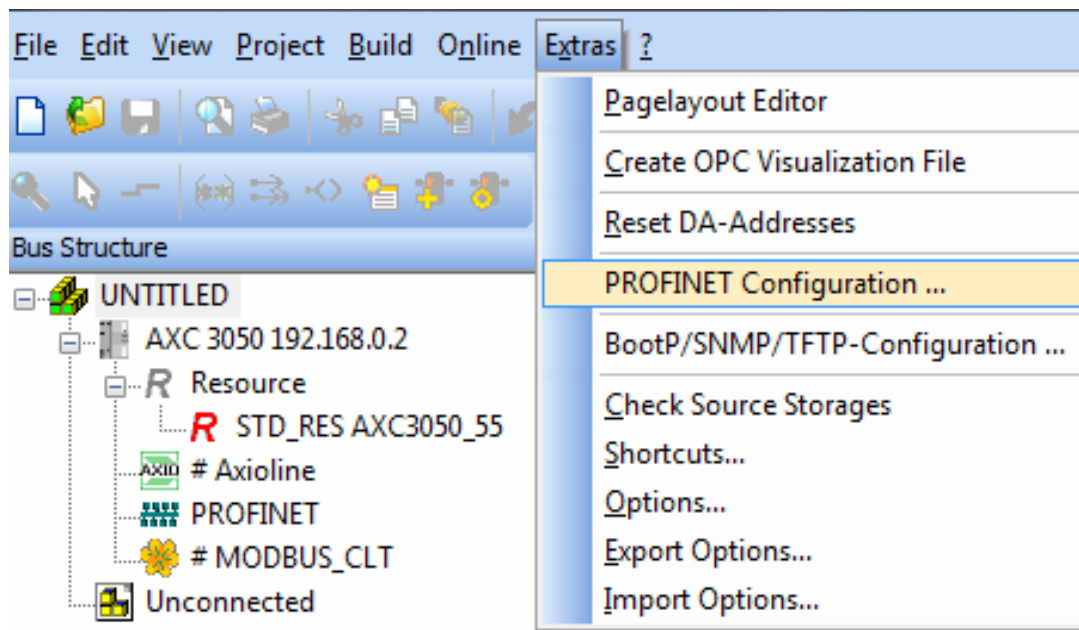 File Edit View Project Build Online Extras ?
Pagelayout Editor
Create OPC Visualization File
Reset DA-Addresses
PROFINET Configuration ...
BootP/SNMP/TFTP-Configuration ...
Check Source Storages
Shortcuts...
Options...
Export Options...
Import Options...
Bus Structure
UNTITLED
AXC 3050 192.168.0.2
R Resource
R STD_RES AXC3050_55
AXIO # Axioline
PROFINET
# MODBUS_CLT
Unconnected